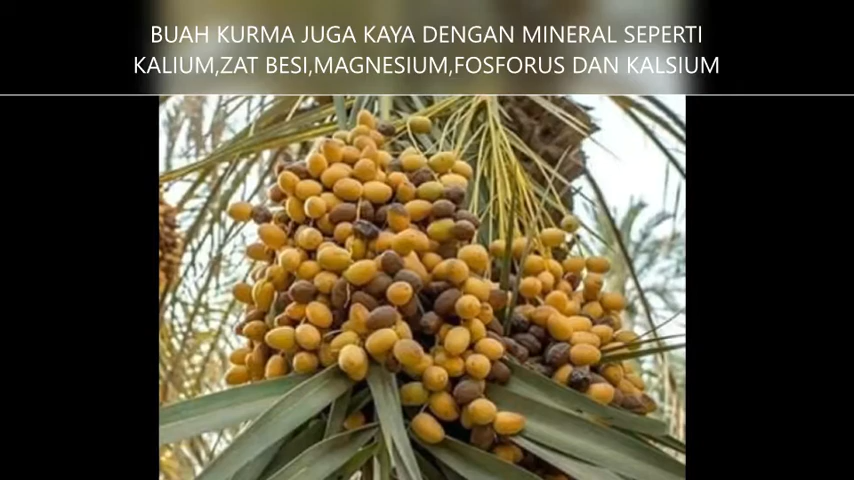 BUAH KURMA JUGA KAYA DENGAN MINERAL SEPERTI
KALIUM,ZAT BESI,MAGNESIUM,FOSFORUS DAN KALSIUM